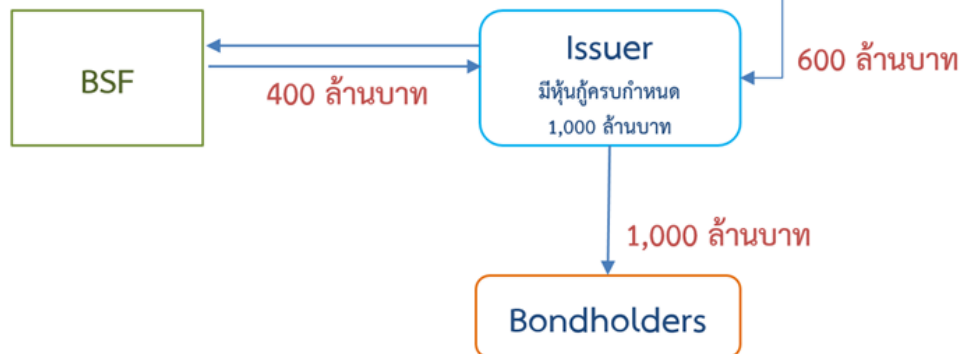 BSF
400 ล้านบาท
Issuer
มีหุ้นกู้ครบกำหนด
1,000 ล้านบาท
600 ล้านบาท
1,000 ล้านบาท
Bondholders